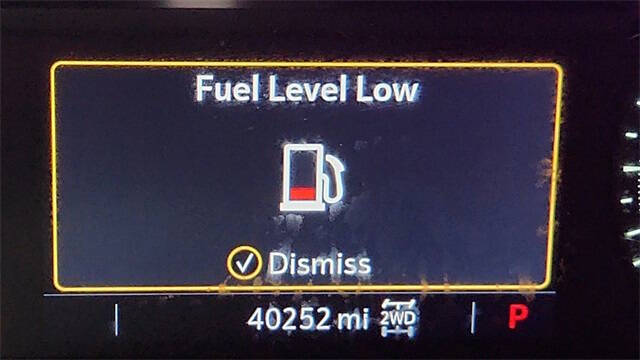 Fuel Level Low
Dismiss
40252 mi 2WD P